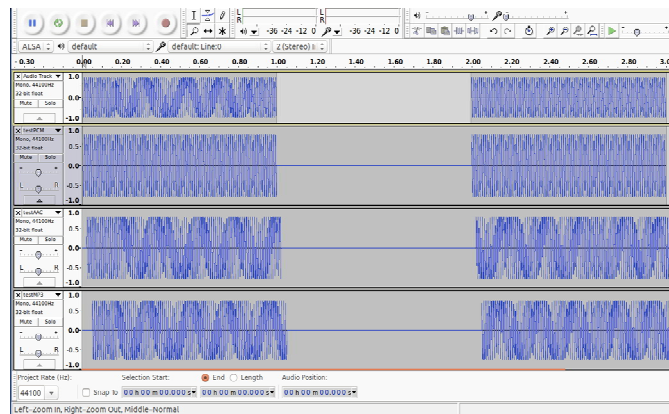 L
R
-36 -24 -12 0
L
R
-36 -24 -12 0
ALSA default default: Line:0 2 (Stereo) I
-0.30 0.00 0.20 0.40 0.60 0.80 1.00 1.20 1.40 1.60 1.80 2.00 2.20 2.40 2.60 2.80 3.0
X Audio Track
Mono, 44100Hz
32-bit float
Mute Solo
1.0
0.0
-1.0
X testPCM
Mono, 44100Hz
32-bit float
Mute Solo
- +
L R
1.0
0.5
0.0
-0.5
-1.0
X testAAC
Mono, 44100Hz
32-bit float
Mute Solo
- +
L R
1.0
0.5
0.0
-0.5
-1.0
X testMP3
Mono, 44100Hz
32-bit float
Mute Solo
- +
L R
1.0
0.5
0.0
-0.5
-1.0
Project Rate (Hz): Selection Start: End Length Audio Position:
44100 Snap To 00 h 00 m 00.000 s 00 h 00 m 00.000 s 00 h 00 m 00.000 s
Left-Zoom In, Right-Zoom Out, Middle-Normal